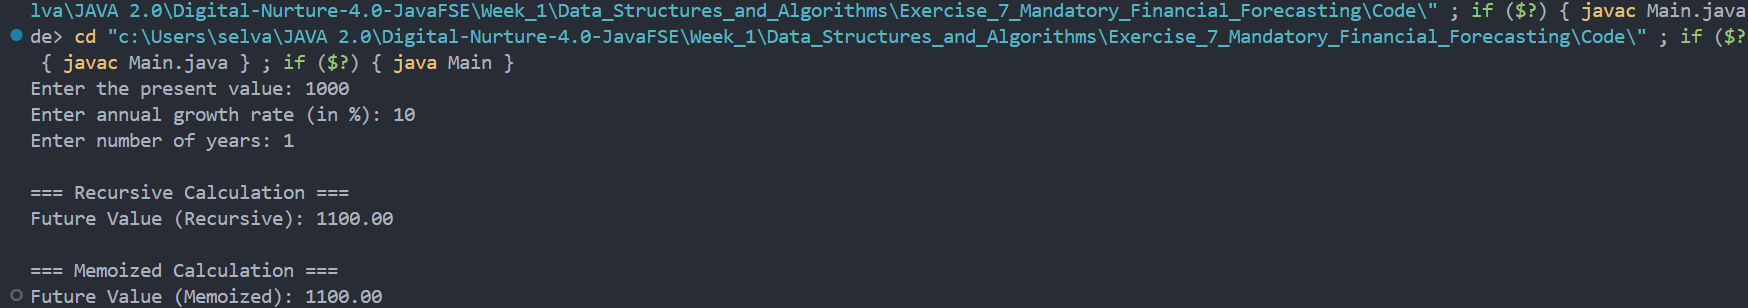 lva\JAVA 2.0\Digital-Nurture-4.0-JavaFSE\Week_1\Data_Structures_and_Algorithms\Exercise_7_Mandatory_Financial_Forecasting\Code\" ; if ($?) { javac Main.java
de> cd "c:\Users\selva\JAVA 2.0\Digital-Nurture-4.0-JavaFSE\Week_1\Data_Structures_and_Algorithms\Exercise_7_Mandatory_Financial_Forecasting\Code\" ; if ($?
{ javac Main.java } ; if ($?) { java Main }
Enter the present value: 1000
Enter annual growth rate (in %): 10
Enter number of years: 1
=== Recursive Calculation ===
Future Value (Recursive): 1100.00
=== Memoized Calculation ===
Future Value (Memoized): 1100.00